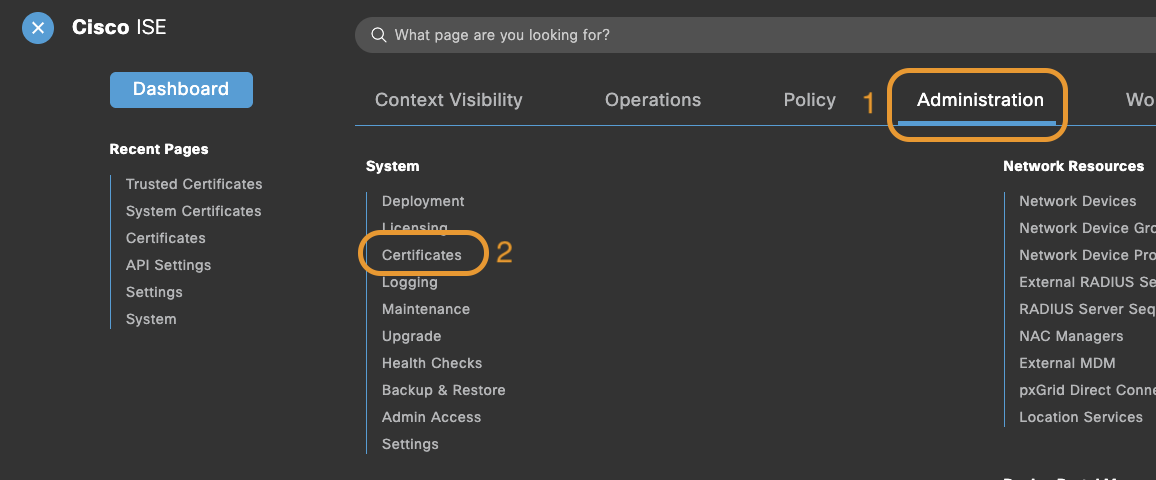 Cisco ISE
What page are you looking for?
Dashboard
Context Visibility
Operations
Policy
1
Administration
Wo
Recent Pages
Trusted Certificates
System Certificates
Certificates
API Settings
Settings
System
System
Deployment
Licensing
Certificates
2
Logging
Maintenance
Upgrade
Health Checks
Backup & Restore
Admin Access
Settings
Network Resources
Network Devices
Network Device Gro
Network Device Pro
External RADIUS Se
RADIUS Server Seq
NAC Managers
External MDM
pxGrid Direct Conne
Location Services